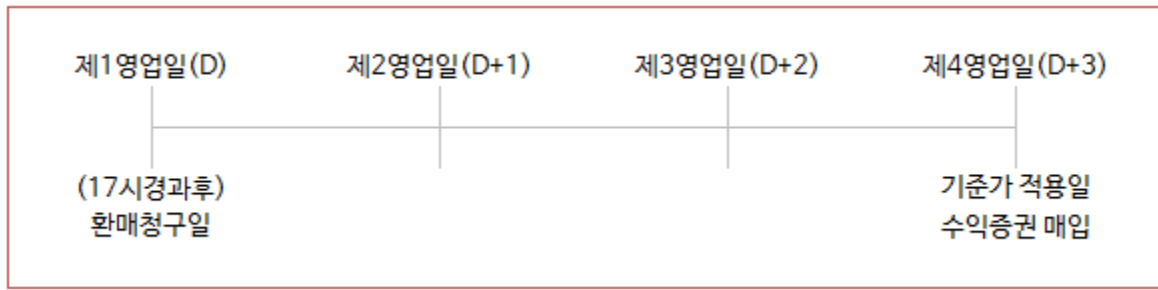 제1영업일(D) 제2영업일(D+1) 제3영업일(D+2) 제4영업일(D+3)
(17시경과후) 기준가 적용일
환매청구일 수익증권 매입